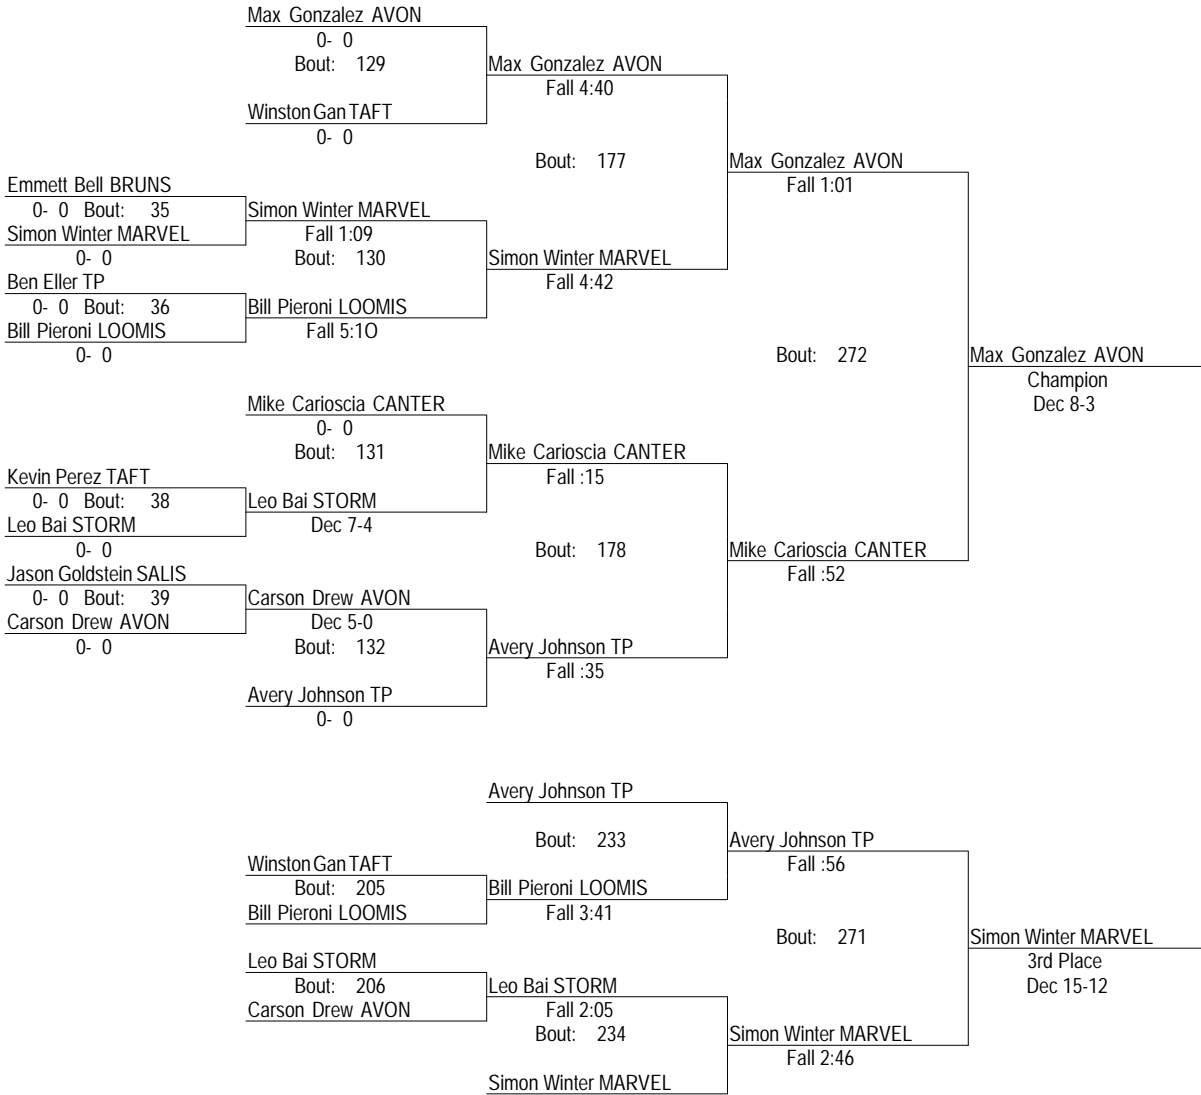 Max Gonzalez AVON
0- 0
Bout: 129
Max Gonzalez AVON
Fall 4:40
Winston Gan TAFT
0- 0
Bout: 177
Max Gonzalez AVON
Fall 1:01
Emmett Bell BRUNS
0- 0 Bout: 35
Simon Winter MARVEL
Simon Winter MARVEL
Fall 1:09
0- 0
Bout: 130
Simon Winter MARVEL
Fall 4:42
Ben Eller TP
0- 0 Bout: 36
Bill Pieroni LOOMIS
Bill Pieroni LOOMIS
Fall 5:1O
0- 0
Bout: 272
Max Gonzalez AVON
Champion
Dec 8-3
Mike Carioscia CANTER
0- 0
Bout: 131
Mike Carioscia CANTER
Fall :15
Kevin Perez TAFT
0- 0 Bout: 38
Leo Bai STORM
Leo Bai STORM
Dec 7-4
0- 0
Bout: 178
Mike Carioscia CANTER
Fall :52
Jason Goldstein SALIS
0- 0 Bout: 39
Carson Drew AVON
Carson Drew AVON
Dec 5-0
0- 0
Bout: 132
Avery Johnson TP
Fall :35
Avery Johnson TP
0- 0
Avery Johnson TP
Bout: 233
Avery Johnson TP
Fall :56
Winston Gan TAFT
Bout: 205
Bill Pieroni LOOMIS
Bill Pieroni LOOMIS
Fall 3:41
Bout: 271
Simon Winter MARVEL
3rd Place
Dec 15-12
Leo Bai STORM
Bout: 206
Carson Drew AVON
Leo Bai STORM
Fall 2:05
Bout: 234
Simon Winter MARVEL
Fall 2:46
Simon Winter MARVEL